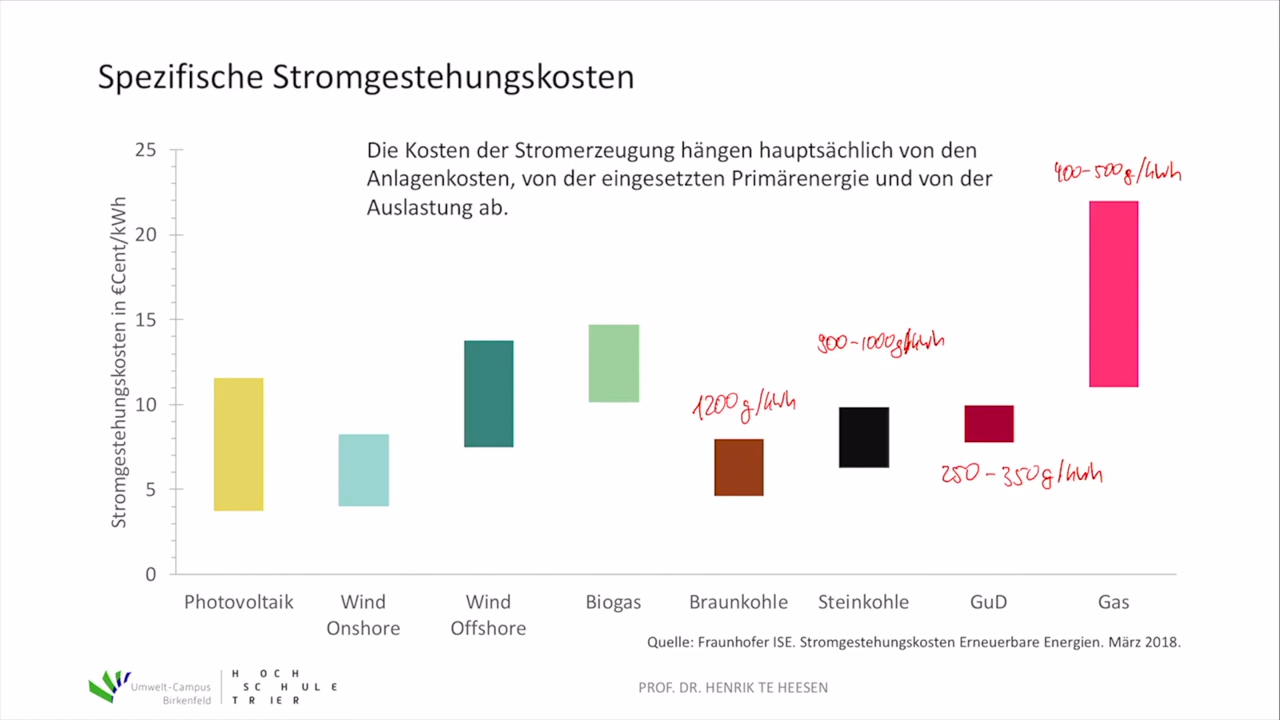 Spezifische Stromgestehungskosten
Die Kosten der Stromerzeugung hängen hauptsächlich von den
Anlagenkosten, von der eingesetzten Primärenergie und von der
Auslastung ab.
Stromgestehungskosten in €Cent/kWh
25
20
15
10
5
0
400-500g/kWh
900-1000g/kWh
1200g/kWh
250-350g/kWh
Photovoltaik
Wind
Onshore
Wind
Offshore
Biogas
Braunkohle
Steinkohle
GuD
Gas
Quelle: Fraunhofer ISE. Stromgestehungskosten Erneuerbare Energien. März 2018.
Umwelt-Campus
Birkenfeld
HOCH
SCHULE
TRIER
PROF. DR. HENRIK TE HEESEN